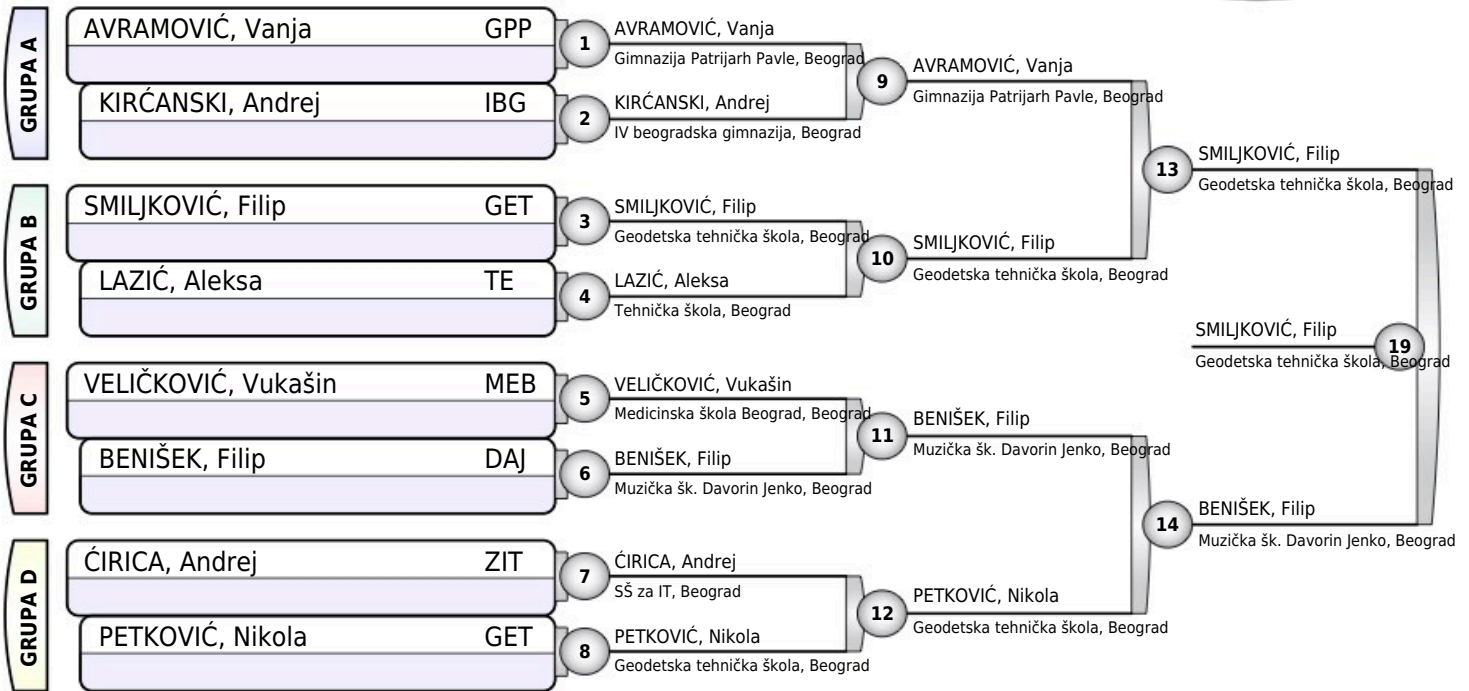 GRUPA A
AVRAMOVIĆ, Vanja GPP
KIRĆANSKI, Andrej IBG
GRUPA B
SMILJKOVIĆ, Filip GET
LAZIĆ, Aleksa TE
GRUPA C
VELIČKOVIĆ, Vukašin MEB
BENIŠEK, Filip DAJ
GRUPA D
ĆIRICA, Andrej ZIT
PETKOVIĆ, Nikola GET
1
AVRAMOVIĆ, Vanja
Gimnazija Patrijarh Pavle, Beograd
2
KIRĆANSKI, Andrej
IV beogradska gimnazija, Beograd
3
SMILJKOVIĆ, Filip
Geodetska tehnička škola, Beograd
4
LAZIĆ, Aleksa
Tehnička škola, Beograd
5
VELIČKOVIĆ, Vukašin
Medicinska škola Beograd, Beograd
6
BENIŠEK, Filip
Muzička šk. Davorin Jenko, Beograd
7
ĆIRICA, Andrej
SŠ za IT, Beograd
8
PETKOVIĆ, Nikola
Geodetska tehnička škola, Beograd
9
AVRAMOVIĆ, Vanja
Gimnazija Patrijarh Pavle, Beograd
10
SMILJKOVIĆ, Filip
Geodetska tehnička škola, Beograd
11
BENIŠEK, Filip
Muzička šk. Davorin Jenko, Beograd
12
PETKOVIĆ, Nikola
Geodetska tehnička škola, Beograd
13
SMILJKOVIĆ, Filip
Geodetska tehnička škola, Beograd
14
BENIŠEK, Filip
Muzička šk. Davorin Jenko, Beograd
SMILJKOVIĆ, Filip
19
Geodetska tehnička škola, Beograd